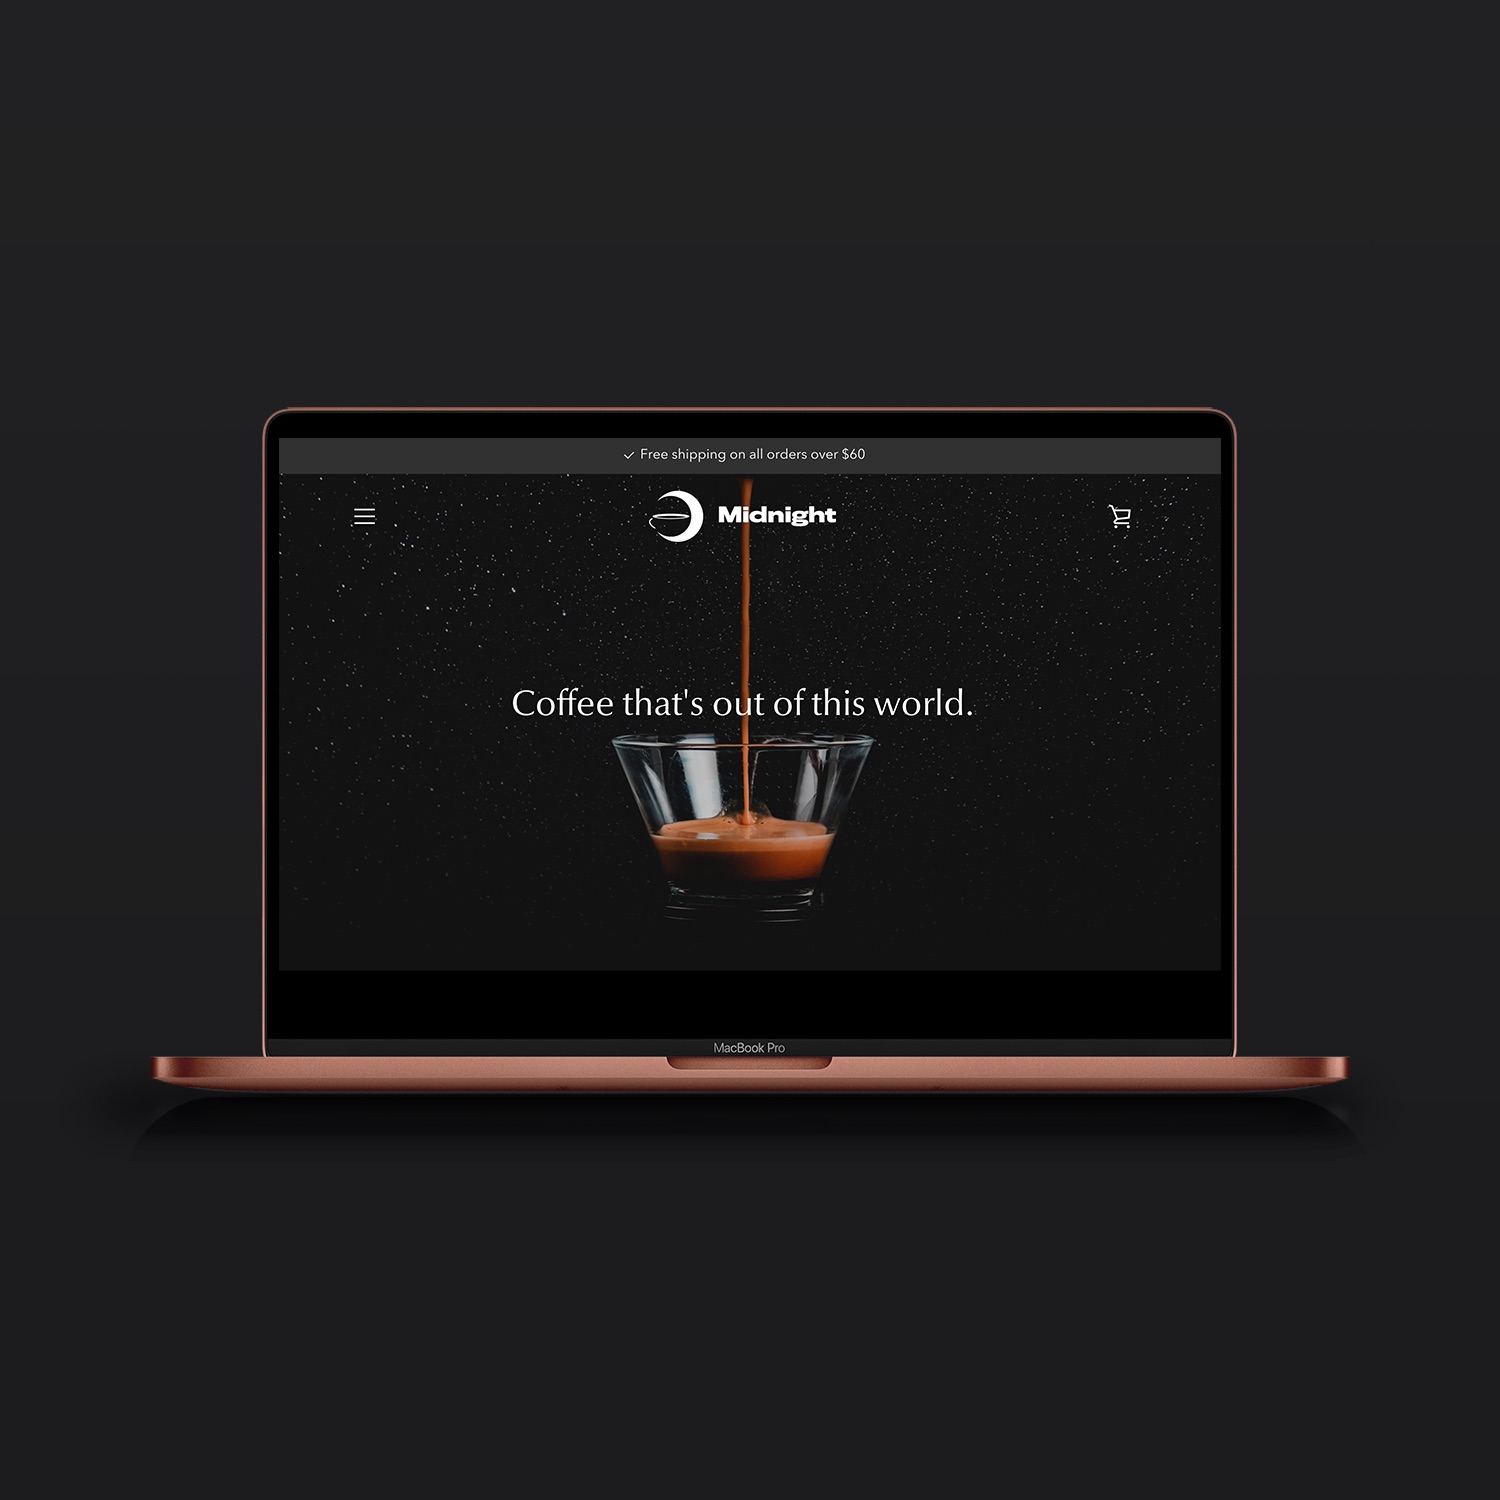 Free shipping on all orders over $60
Midnight
Coffee that's out of this world.
MacBook Pro